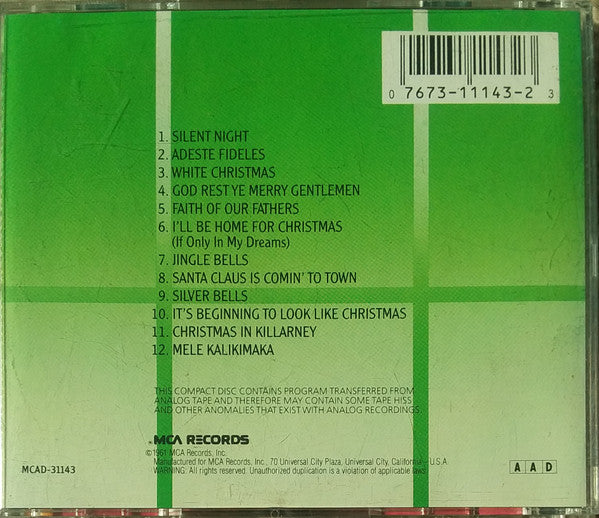 0 7673-11143-2 3
1. SILENT NIGHT
2. ADESTE FIDELES
3. WHITE CHRISTMAS
4. GOD REST YE MERRY GENTLEMEN
5. FAITH OF OUR FATHERS
6. I'LL BE HOME FOR CHRISTMAS
(If Only In My Dreams)
7. JINGLE BELLS
8. SANTA CLAUS IS COMIN' TO TOWN
9. SILVER BELLS
10. IT'S BEGINNING TO LOOK LIKE CHRISTMAS
11. CHRISTMAS IN KILLARNEY
12. MELE KALIKIMAKA
THIS COMPACT DISC CONTAINS PROGRAM TRANSFERRED FROM
ANALOG TAPE AND THEREFORE MAY CONTAIN SOME TAPE HISS
AND OTHER ANOMALIES THAT EXIST WITH ANALOG RECORDINGS.
MCA RECORDS
©1961 MCA Records, Inc.
Manufactured for MCA Records, Inc., 70 Universal City Plaza, Universal City, California – U.S.A.
WARNING: All rights reserved. Unauthorized duplication is a violation of applicable laws.
MCAD-31143
A A D